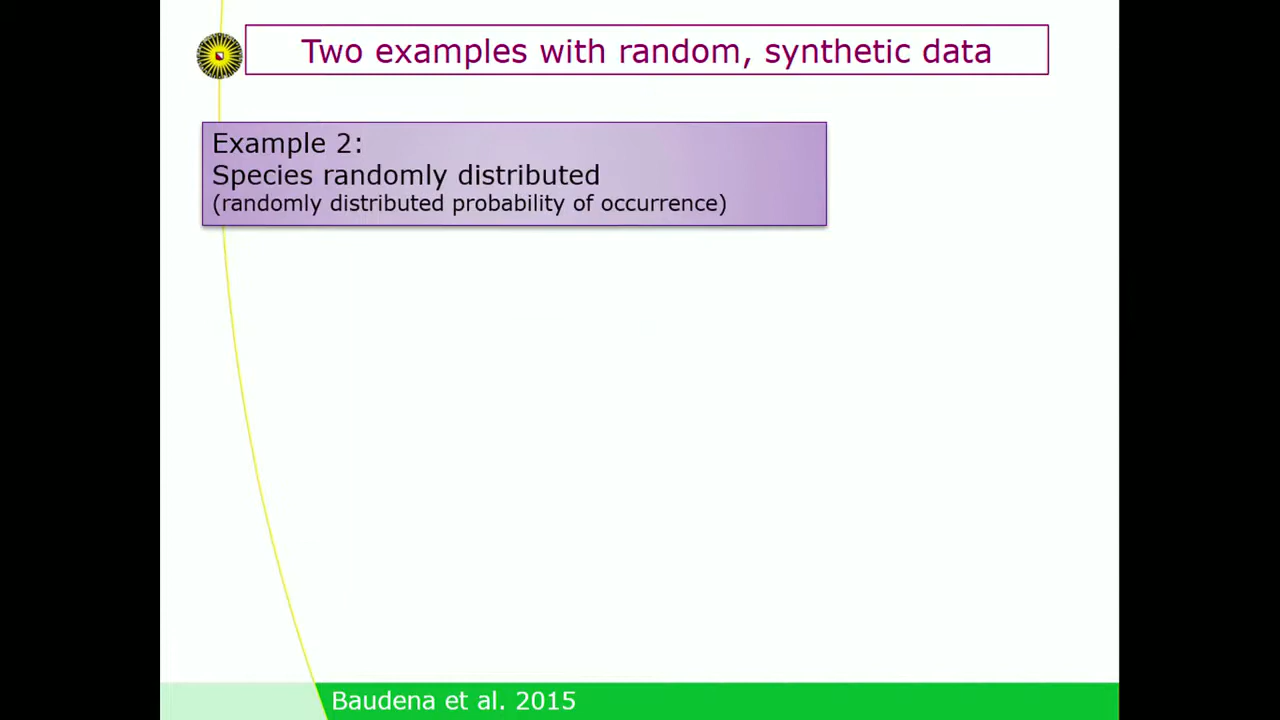 Two examples with random, synthetic data
Example 2:
Species randomly distributed
(randomly distributed probability of occurrence)
Baudena et al. 2015